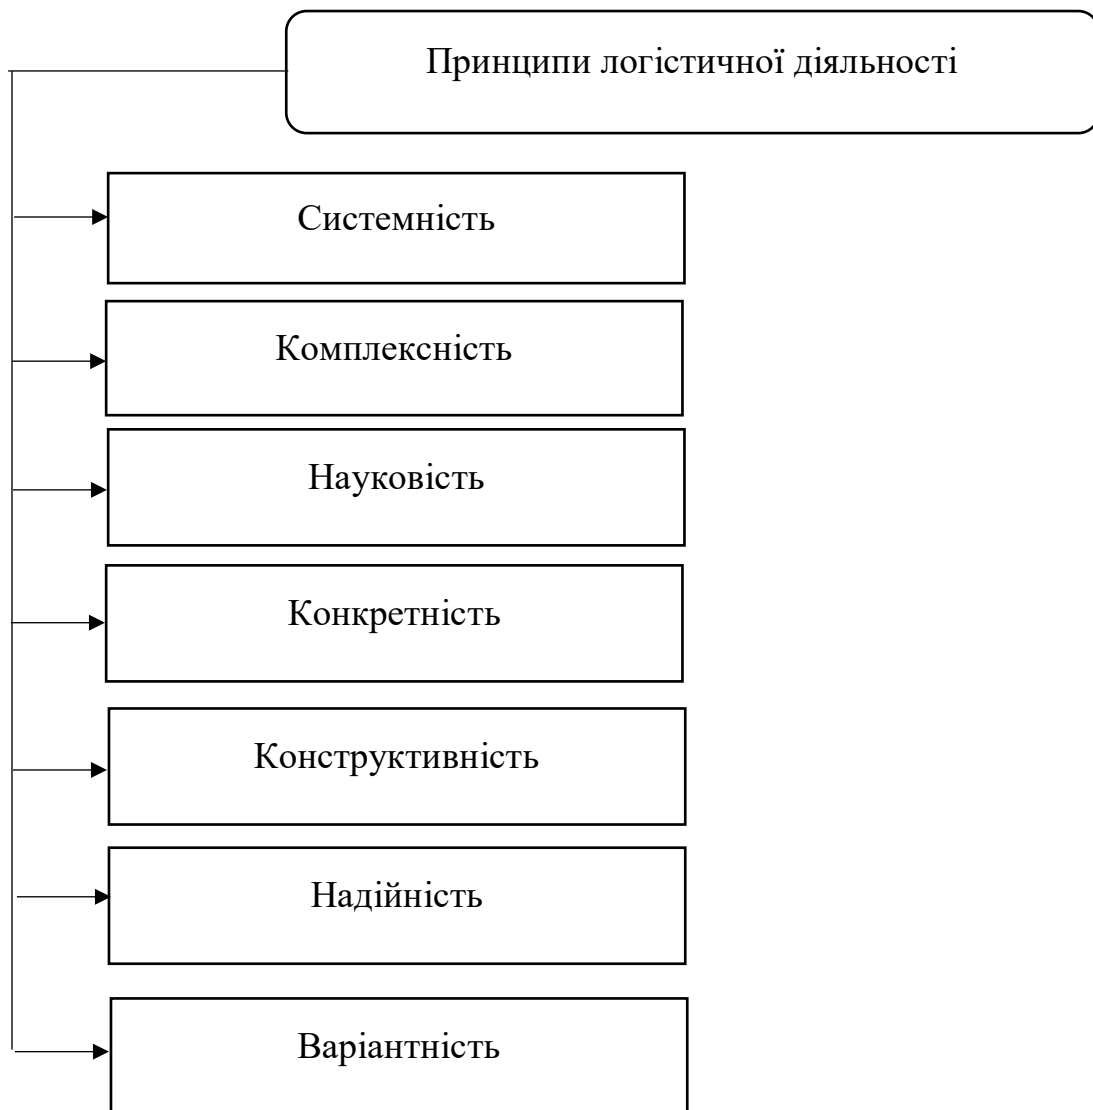 Принципи логістичної діяльності
Системність
Комплексність
Науковість
Конкретність
Конструктивність
Надійність
Варіантність